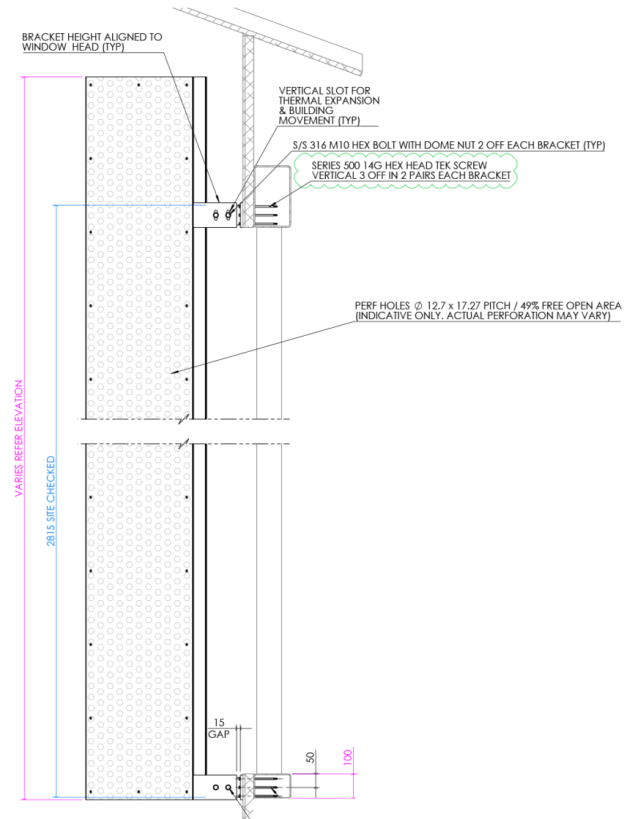 BRACKET HEIGHT ALIGNED TO
WINDOW HEAD (TYP)
VERTICAL SLOT FOR
THERMAL EXPANSION
& BUILDING
MOVEMENT (TYP)
S/S 316 M10 HEX BOLT WITH DOME NUT 2 OFF EACH BRACKET (TYP)
SERIES 500 14G HEX HEAD TEK SCREW
VERTICAL 3 OFF IN 2 PAIRS EACH BRACKET
PERF HOLES ∅ 12.7 x 17.27 PITCH / 49% FREE OPEN AREA
(INDICATIVE ONLY. ACTUAL PERFORATION MAY VARY)
VARIES REFER ELEVATION
2815 SITE CHECKED
15
GAP
50
100